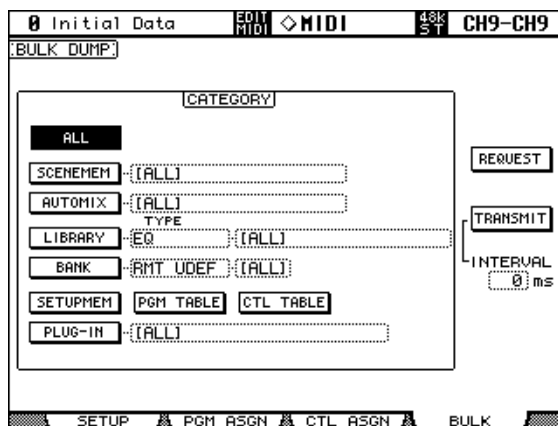 0 Initial Data EDIT MIDI ◇MIDI 48K ST CH9-CH9
BULK DUMP
CATEGORY
ALL
REQUEST
SCENEMEM [ALL]
AUTOMIX [ALL]
TRANSMIT
TYPE
LIBRARY EQ [ALL]
INTERVAL
BANK RMT UDEF [ALL]
0 ms
SETUPMEM PGM TABLE CTL TABLE
PLUG-IN [ALL]
SETUP PGM ASGN CTL ASGN BULK